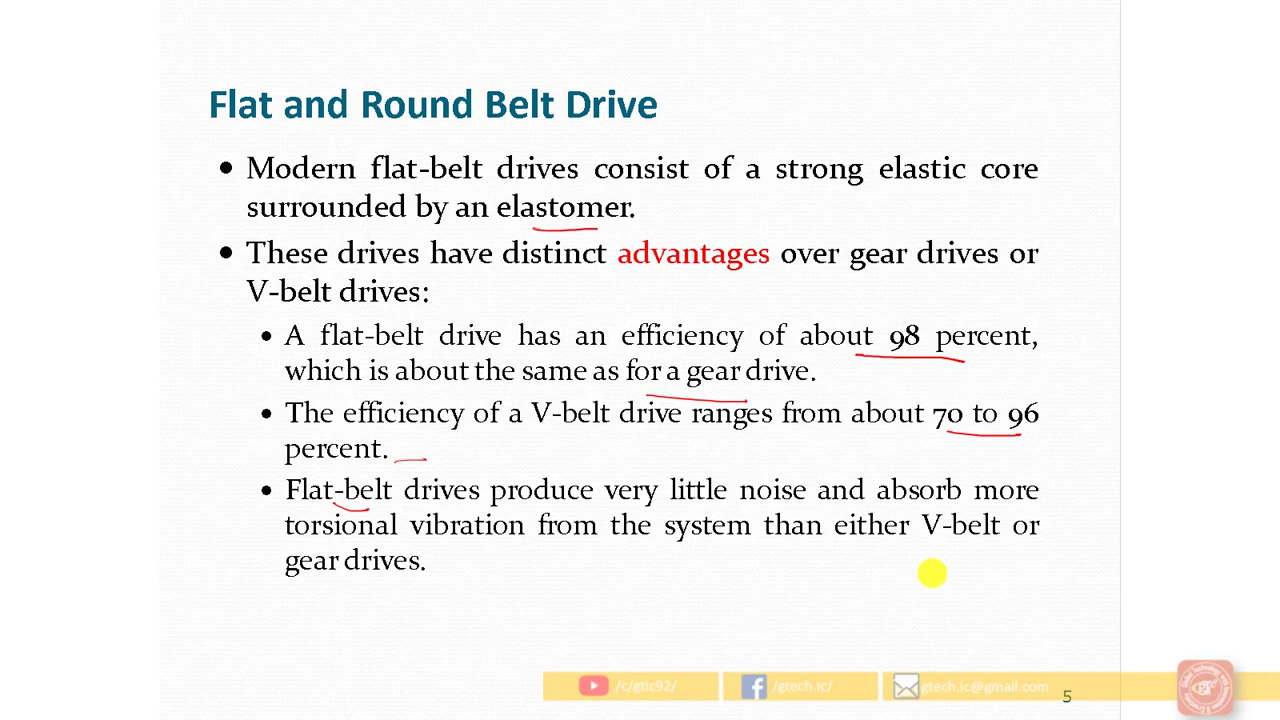 Flat and Round Belt Drive
• Modern flat-belt drives consist of a strong elastic core
surrounded by an elastomer.
• These drives have distinct advantages over gear drives or
V-belt drives:
• A flat-belt drive has an efficiency of about 98 percent,
which is about the same as for a gear drive.
• The efficiency of a V-belt drive ranges from about 70 to 96
percent.
• Flat-belt drives produce very little noise and absorb more
torsional vibration from the system than either V-belt or
gear drives.
/c/gtic92/ /gtech.ic/ gtech.ic@gmail.com 5